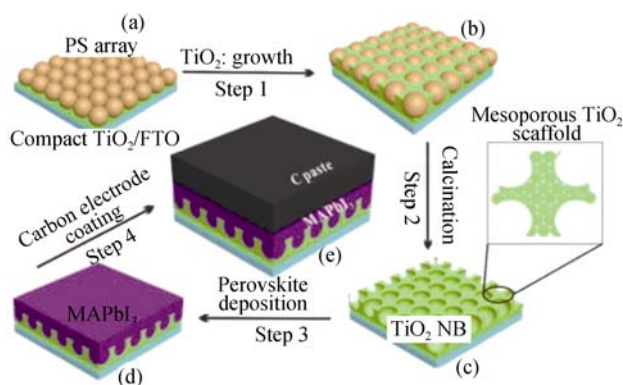 (a)
PS array
Compact TiO₂/FTO
TiO₂: growth
Step 1
(b)
Mesoporous TiO₂
scaffold
Calcination
Step 2
TiO₂ NB
(c)
Perovskite
deposition
Step 3
MAPbI₃
(d)
Carbon electrode
coating
Step 4
C paste
MAPbI₃
(e)